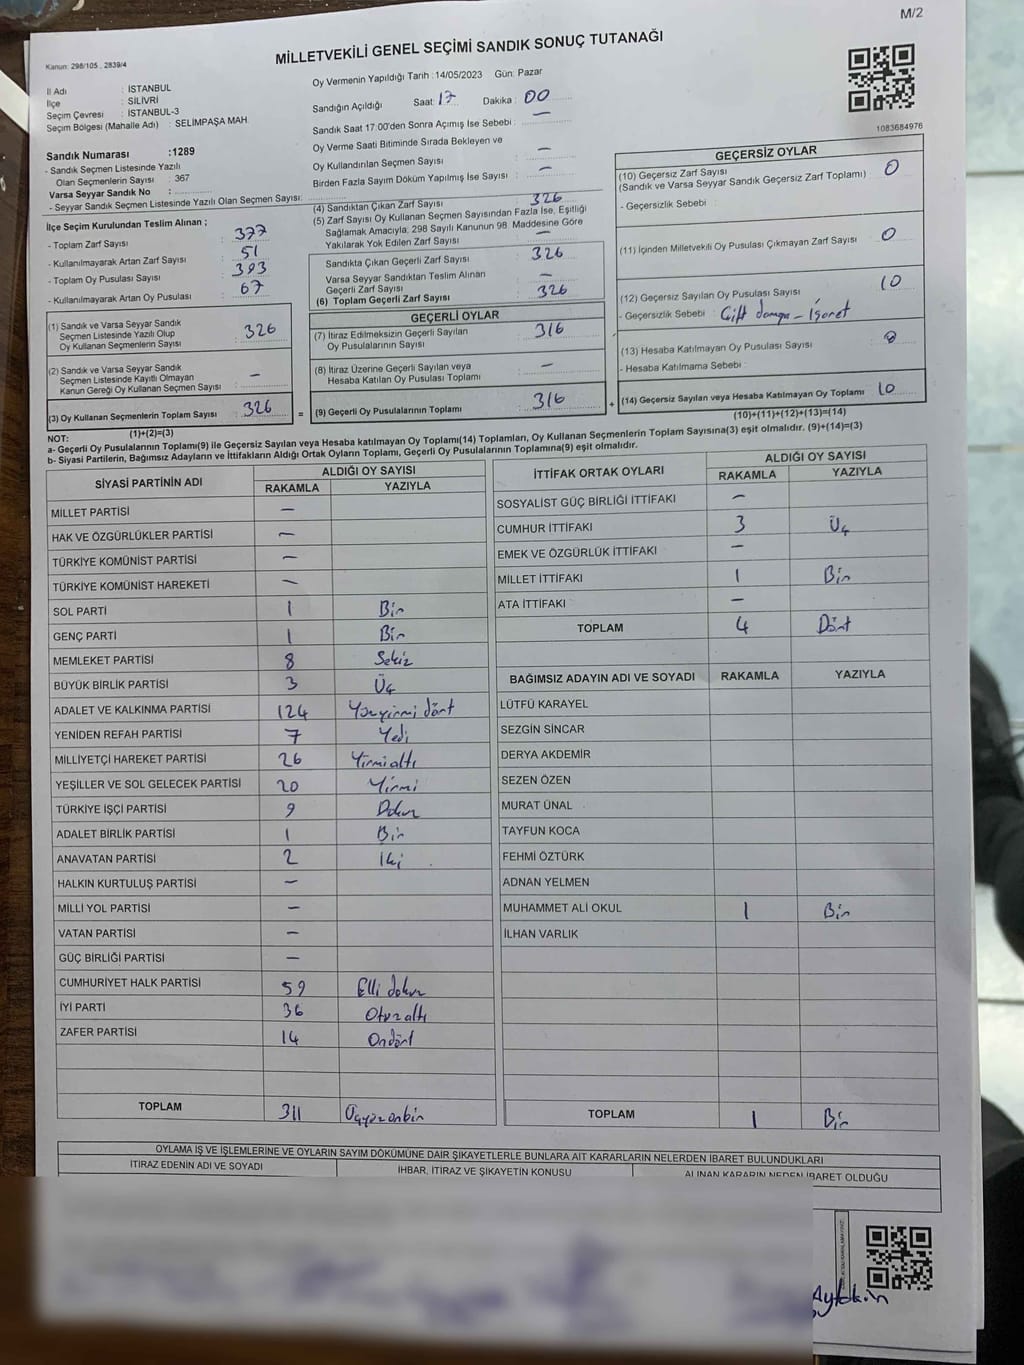 M/2
MİLLETVEKİLİ GENEL SEÇİMİ SANDIK SONUÇ TUTANAĞI
Kanun: 298/105 , 2839/4
İl Adı : İSTANBUL
İlçe : SİLİVRİ
Seçim Çevresi : İSTANBUL-3
Seçim Bölgesi (Mahalle Adı) : SELİMPAŞA MAH.
Sandık Numarası :1289
- Sandık Seçmen Listesinde Yazılı
Olan Seçmenlerin Sayısı : 367
Varsa Seyyar Sandık No :
- Seyyar Sandık Seçmen Listesinde Yazılı Olan Seçmen Sayısı:
Oy Vermenin Yapıldığı Tarih :14/05/2023 Gün: Pazar
Sandığın Açıldığı Saat: 17 Dakika : 00
Sandık Saat 17:00'den Sonra Açımış İse Sebebi : —
Oy Verme Saati Bitiminde Sırada Bekleyen ve
Oy Kullandırılan Seçmen Sayısı : —
Birden Fazla Sayım Döküm Yapılmış İse Sayısı : —
1083684976
İlçe Seçim Kurulundan Teslim Alınan ;
- Toplam Zarf Sayısı : 377
- Kullanılmayarak Artan Zarf Sayısı : 51
- Toplam Oy Pusulası Sayısı : 393
- Kullanılmayarak Artan Oy Pusulası : 67
(1) Sandık ve Varsa Seyyar Sandık
Seçmen Listesinde Yazılı Olup
Oy Kullanan Seçmenlerin Sayısı : 326
(2) Sandık ve Varsa Seyyar Sandık
Seçmen Listesinde Kayıtlı Olmayan
Kanun Gereği Oy Kullanan Seçmen Sayısı : —
(3) Oy Kullanan Seçmenlerin Toplam Sayısı : 326
(1)+(2)=(3)
(4) Sandıktan Çıkan Zarf Sayısı : 326
(5) Zarf Sayısı Oy Kullanan Seçmen Sayısından Fazla İse, Eşitliği
Sağlamak Amacıyla, 298 Sayılı Kanunun 98. Maddesine Göre
Yakılarak Yok Edilen Zarf Sayısı : —
Sandıkta Çıkan Geçerli Zarf Sayısı : 326
Varsa Seyyar Sandıktan Teslim Alınan
Geçerli Zarf Sayısı : —
(6) Toplam Geçerli Zarf Sayısı : 326
GEÇERLİ OYLAR
(7) İtiraz Edilmeksizin Geçerli Sayılan
Oy Pusulalarının Sayısı : 316
(8) İtiraz Üzerine Geçerli Sayılan veya
Hesaba Katılan Oy Pusulası Toplamı : —
= (9) Geçerli Oy Pusulalarının Toplamı : 316 +
GEÇERSİZ OYLAR
(10) Geçersiz Zarf Sayısı : 0
(Sandık ve Varsa Seyyar Sandık Geçersiz Zarf Toplamı)
- Geçersizlik Sebebi :
(11) İçinden Milletvekili Oy Pusulası Çıkmayan Zarf Sayısı : 0
(12) Geçersiz Sayılan Oy Pusulası Sayısı : 10
- Geçersizlik Sebebi : Çift damga - İşaret
(13) Hesaba Katılmayan Oy Pusulası Sayısı :
- Hesaba Katılmama Sebebi :
(14) Geçersiz Sayılan veya Hesaba Katılmayan Oy Toplamı : 10
(10)+(11)+(12)+(13)=(14)
NOT:
a- Geçerli Oy Pusulalarının Toplamı(9) ile Geçersiz Sayılan veya Hesaba katılmayan Oy Toplamı(14) Toplamları, Oy Kullanan Seçmenlerin Toplam Sayısına(3) eşit olmalıdır. (9)+(14)=(3)
b- Siyasi Partilerin, Bağımsız Adayların ve İttifakların Aldığı Ortak Oyların Toplamı, Geçerli Oy Pusulalarının Toplamına(9) eşit olmalıdır.
SİYASİ PARTİNİN ADI ALDIĞI OY SAYISI
RAKAMLA YAZIYLA
MİLLET PARTİSİ —
HAK VE ÖZGÜRLÜKLER PARTİSİ —
TÜRKİYE KOMÜNİST PARTİSİ —
TÜRKİYE KOMÜNİST HAREKETİ —
SOL PARTİ 1 Bir
GENÇ PARTİ 1 Bir
MEMLEKET PARTİSİ 8 Sekiz
BÜYÜK BİRLİK PARTİSİ 3 Üç
ADALET VE KALKINMA PARTİSİ 124 Yüzyirmi dört
YENİDEN REFAH PARTİSİ 7 Yedi
MİLLİYETÇİ HAREKET PARTİSİ 26 Yirmialtı
YEŞİLLER VE SOL GELECEK PARTİSİ 20 Yirmi
TÜRKİYE İŞÇİ PARTİSİ 9 Dokuz
ADALET BİRLİK PARTİSİ 1 Bir
ANAVATAN PARTİSİ 2 İki
HALKIN KURTULUŞ PARTİSİ —
MİLLİ YOL PARTİSİ —
VATAN PARTİSİ —
GÜÇ BİRLİĞİ PARTİSİ —
CUMHURİYET HALK PARTİSİ 59 Elli dokuz
İYİ PARTİ 36 Otuzaltı
ZAFER PARTİSİ 14 Ondört
TOPLAM 311 Üçyüzonbir
İTTİFAK ORTAK OYLARI ALDIĞI OY SAYISI
RAKAMLA YAZIYLA
SOSYALİST GÜÇ BİRLİĞİ İTTİFAKI —
CUMHUR İTTİFAKI 3 Üç
EMEK VE ÖZGÜRLÜK İTTİFAKI —
MİLLET İTTİFAKI 1 Bir
ATA İTTİFAKI —
TOPLAM 4 Dört
BAĞIMSIZ ADAYIN ADI VE SOYADI RAKAMLA YAZIYLA
LÜTFÜ KARAYEL
SEZGİN SİNCAR
DERYA AKDEMİR
SEZEN ÖZEN
MURAT ÜNAL
TAYFUN KOCA
FEHMİ ÖZTÜRK
ADNAN YELMEN
MUHAMMET ALİ OKUL 1 Bir
İLHAN VARLIK
TOPLAM 1 Bir
OYLAMA İŞ VE İŞLEMLERİNE VE OYLARIN SAYIM DÖKÜMÜNE DAİR ŞİKAYETLERLE BUNLARA AİT KARARLARIN NELERDEN İBARET BULUNDUKLARI
İTİRAZ EDENİN ADI VE SOYADI İHBAR, İTİRAZ VE ŞİKAYETİN KONUSU ALINAN KARARIN NEDEN İBARET OLDUĞU